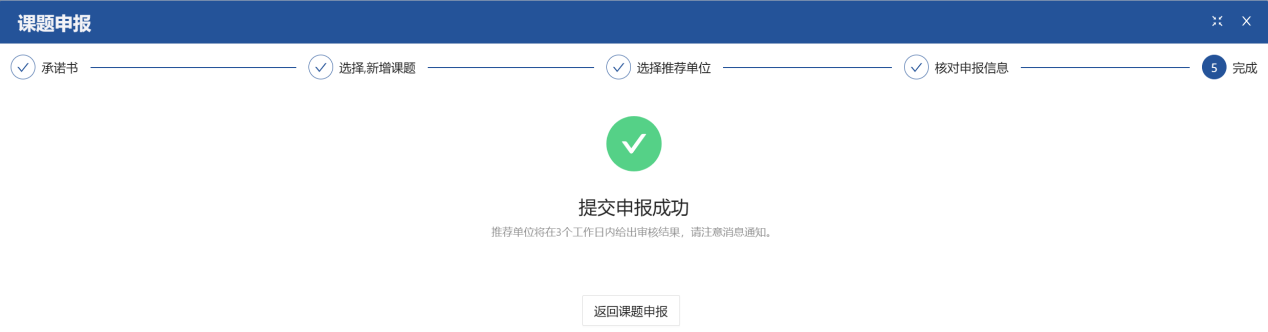 课题申报
承诺书
选择,新增课题
选择推荐单位
核对申报信息
5 完成
提交申报成功
推荐单位将在3个工作日内给出审核结果，请注意消息通知。
返回课题申报